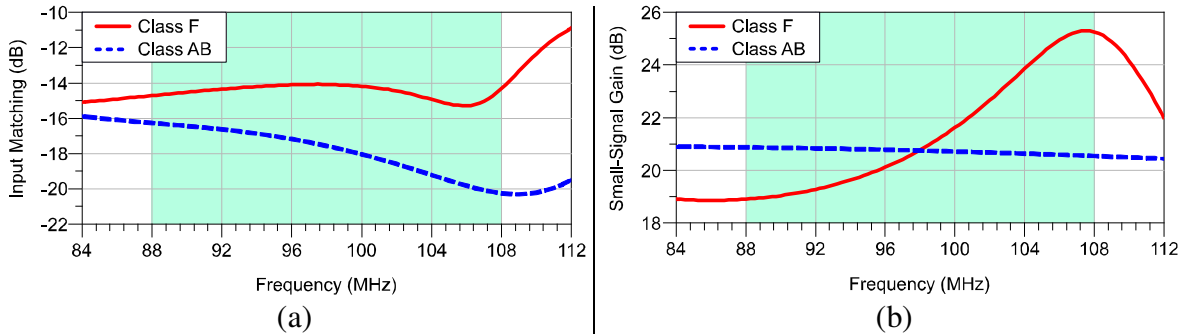 Class F
Class AB
Input Matching (dB)
-10
-14
-16
-18
-20
-22
84
88
92
96
100
104
108
112
Frequency (MHz)
(a)
Class F
Class AB
Small-Signal Gain (dB)
26
24
22
20
18
84
88
92
96
100
104
108
112
Frequency (MHz)
(b)